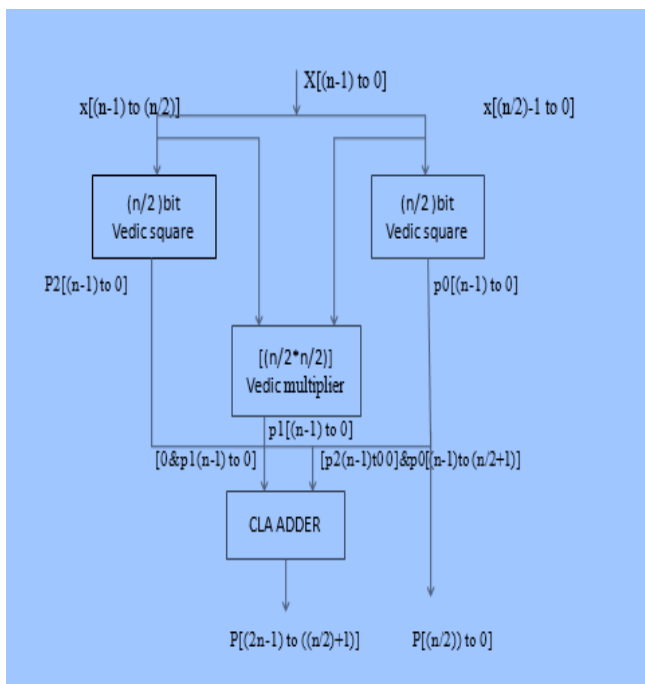 X[(n-1) to 0]
x[(n-1) to (n/2)]
x[(n/2)-1 to 0]
(n/2 )bit
Vedic square
(n/2 )bit
Vedic square
P2[(n-1) to 0]
p0[(n-1) to 0]
[(n/2*n/2)]
Vedic multiplier
p1[(n-1) to 0]
[0&p1(n-1) to 0]
[p2(n-1)t0 0]&p0[(n-1)to (n/2+1)]
CLA ADDER
P[(2n-1) to ((n/2)+1)]
P[(n/2)) to 0]